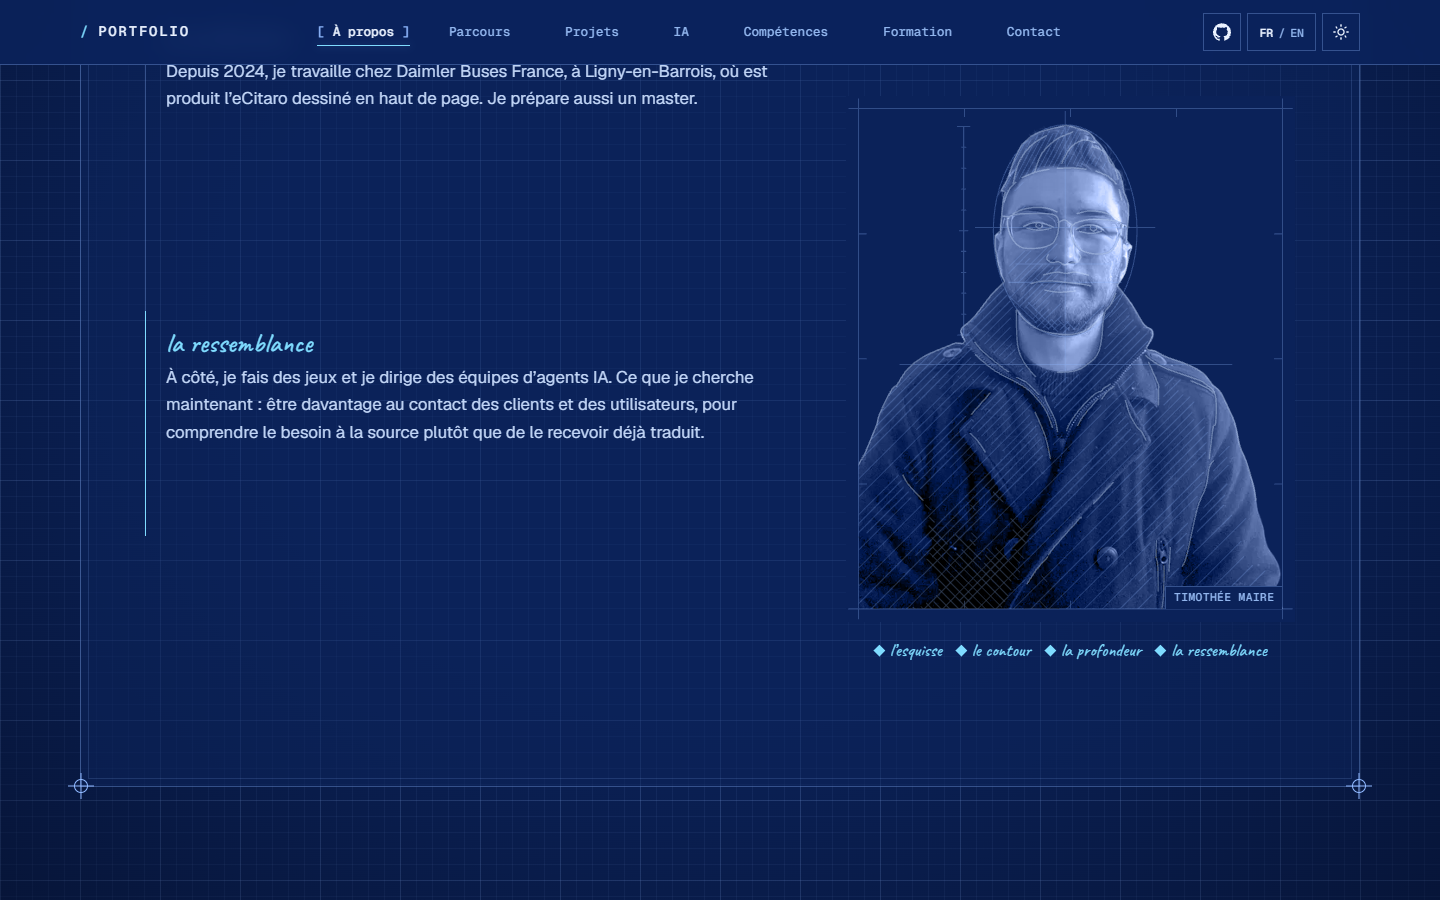 / PORTFOLIO
[ À propos ]
Parcours
Projets
IA
Compétences
Formation
Contact
FR / EN
Depuis 2024, je travaille chez Daimler Buses France, à Ligny-en-Barrois, où est
produit l’eCitaro dessiné en haut de page. Je prépare aussi un master.
la ressemblance
À côté, je fais des jeux et je dirige des équipes d’agents IA. Ce que je cherche
maintenant : être davantage au contact des clients et des utilisateurs, pour
comprendre le besoin à la source plutôt que de le recevoir déjà traduit.
TIMOTHÉE MAIRE
◆ l’esquisse ◆ le contour ◆ la profondeur ◆ la ressemblance